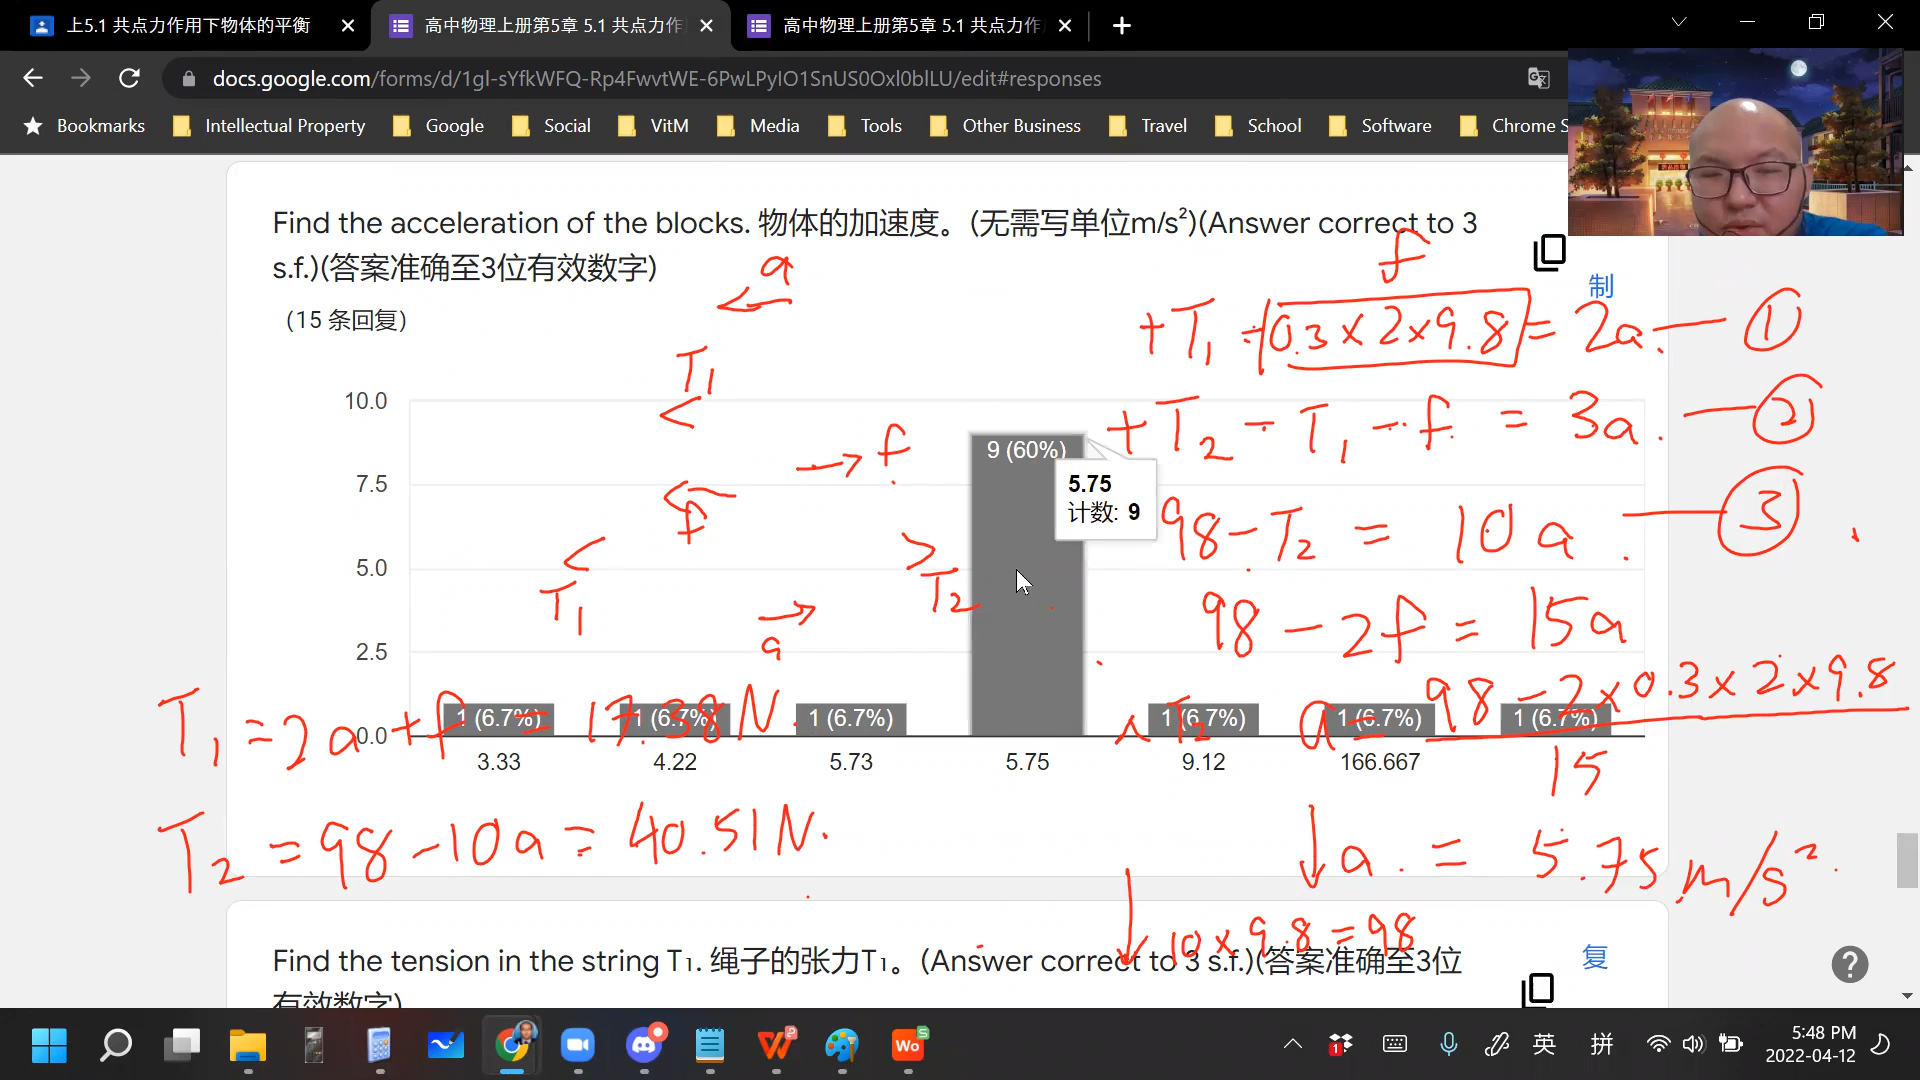 上5.1 共点力作用下物体的平衡
高中物理上册第5章 5.1 共点力作
高中物理上册第5章 5.1 共点力作
docs.google.com/forms/d/1gl-sYfkWFQ-Rp4FwvtWE-6PwLPyIO1SnUS0Oxl0blLU/edit#responses
Bookmarks Intellectual Property Google Social VitM Media Tools Other Business Travel School Software Chrome S
Find the acceleration of the blocks. 物体的加速度。(无需写单位m/s²)(Answer correct to 3
s.f.)(答案准确至3位有效数字)
制
(15 条回复)
a
f
+T₁ - 0.3×2×9.8 = 2a. — ①
T₁
10.0
+T₂ - T₁ - f = 3a. — ②
f
9 (60%)
7.5
5.75
计数: 9
f
98 - T₂ = 10a. — ③
5.0
T₁
T₂
98 - 2f = 15a
a
2.5
T₁ = 2a + f = 17.38N.
1 (6.7%) 1 (6.7%) 1 (6.7%) 1 (6.7%) 1 (6.7%) 1 (6.7%)
T₂
a = 98 - 2×0.3×2×9.8
15
0.0
3.33 4.22 5.73 5.75 9.12 166.667
T₂ = 98 - 10a = 40.51N.
a. = 5.75 m/s².
10×9.8=98
Find the tension in the string T₁. 绳子的张力T₁。(Answer correct to 3 s.f.)(答案准确至3位
有效数字)
复
5:48 PM
2022-04-12
英 拼
Wo